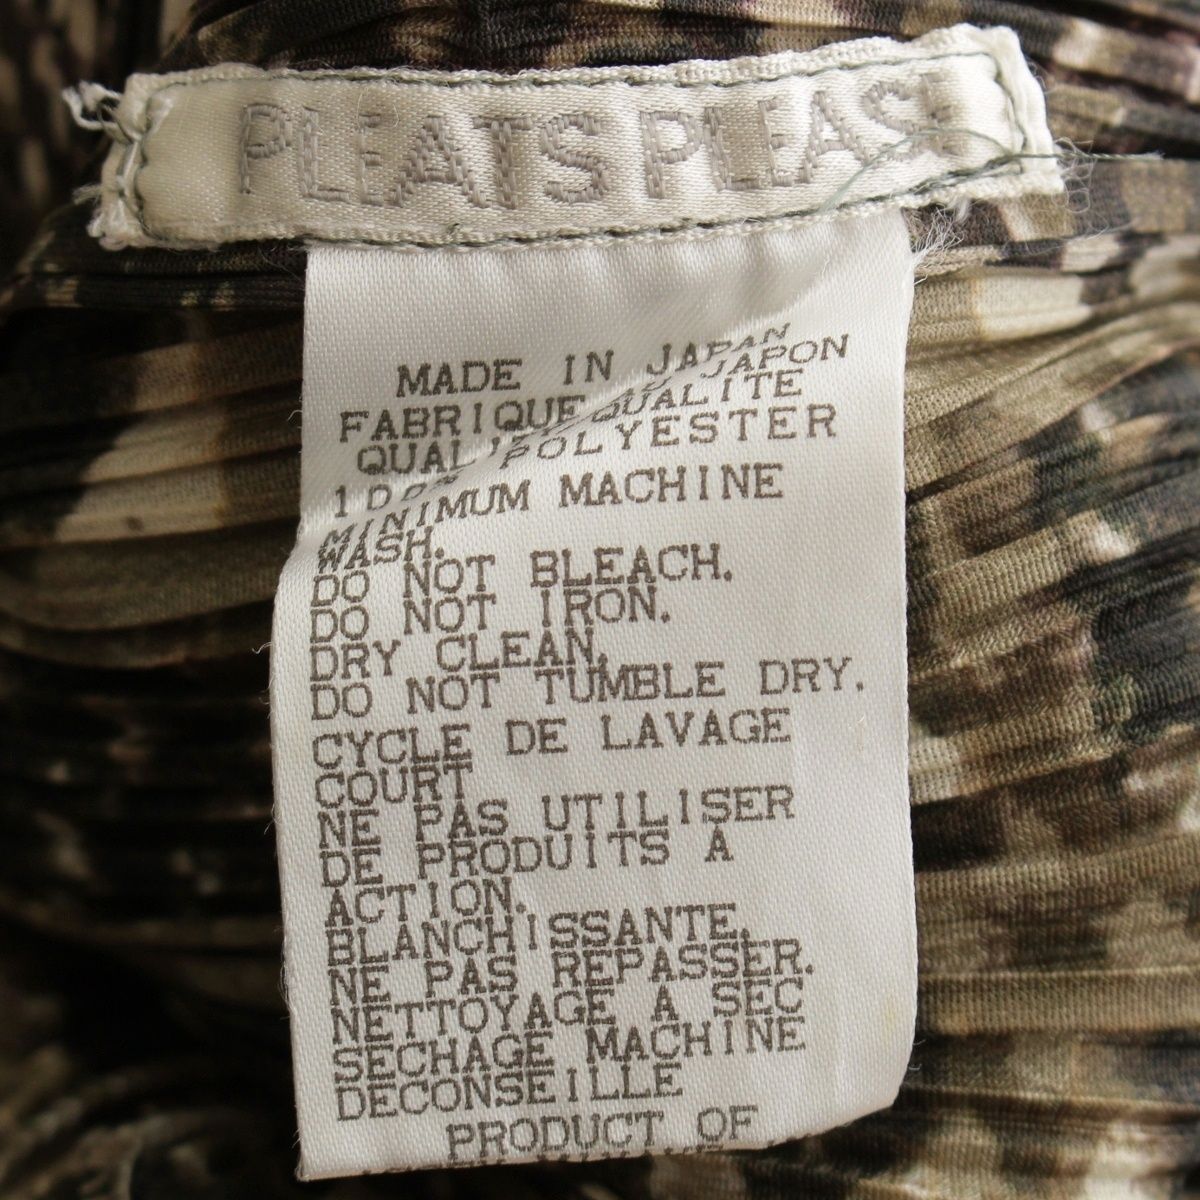 PLEATS PLEASE
MADE IN JAPAN
FABRIQUE JAPON
QUALITE
POLYESTER
MINIMUM MACHINE
WASH.
DO NOT BLEACH.
DO NOT IRON.
DRY CLEAN.
DO NOT TUMBLE DRY.
CYCLE DE LAVAGE
COURT
NE PAS UTILISER
DE PRODUITS A
ACTION.
BLANCHISSANTE.
NE PAS REPASSER.
NETTOYAGE A SEC
SECHAGE MACHINE
DECONSEILLE
PRODUCT OF